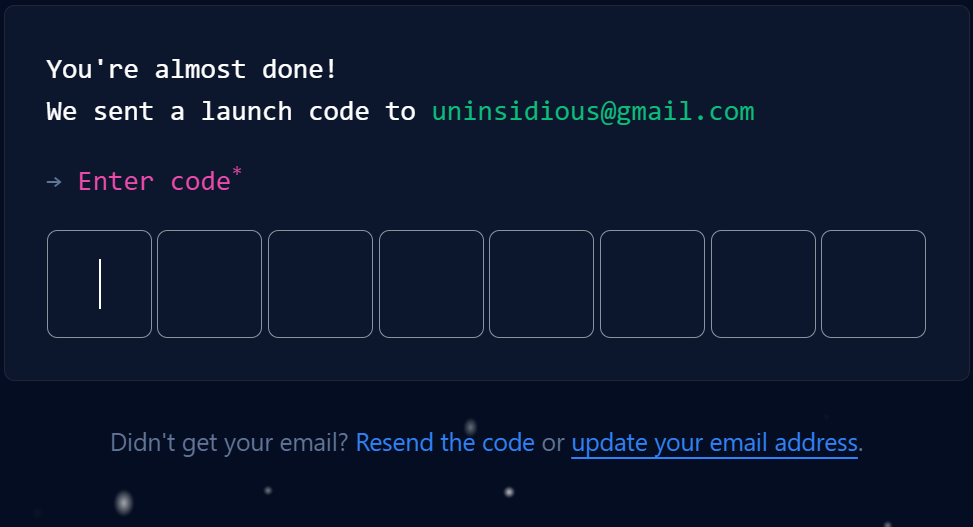 You're almost done!
We sent a launch code to uninsidious@gmail.com
→ Enter code*
Didn't get your email? Resend the code or update your email address.